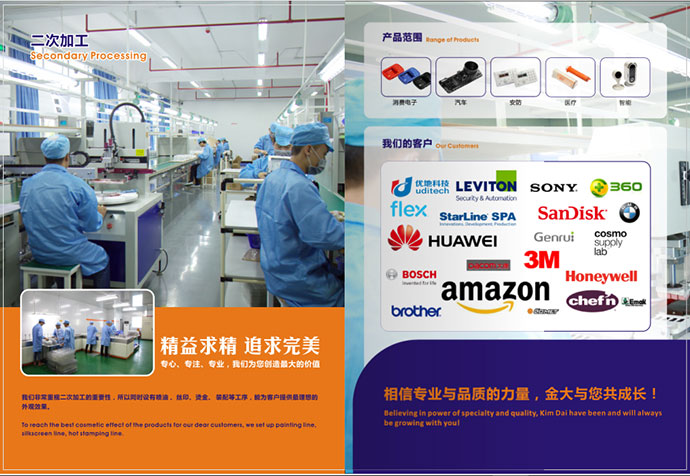 二次加工
Secondary Processing
精益求精 追求完美
专心、专注、专业，我们为您创造最大的价值
我们非常重视二次加工的重要性，所以同时设有喷油、丝印、烫金、装配等工序，能为客户提供最理想的
外观效果。
To reach the best cosmetic effect of the products for our dear customers, we set up painting line,
silkscreen line, hot stamping line.
产品范围 Range of Products
消费电子 汽车 安防 医疗 智能
我们的客户 Our Customers
优地科技 uditech LEVITON Security & Automation SONY 360
flex StarLine SPA Innovations, Development, Production SanDisk BMW
HUAWEI Genrui cosmo supply lab
3M
BOSCH Invented for life amazon Honeywell
brother COMET chef'n Emak
相信专业与品质的力量，金大与您共成长！
Believing in power of specialty and quality, Kim Dai have been and will always
be growing with you!